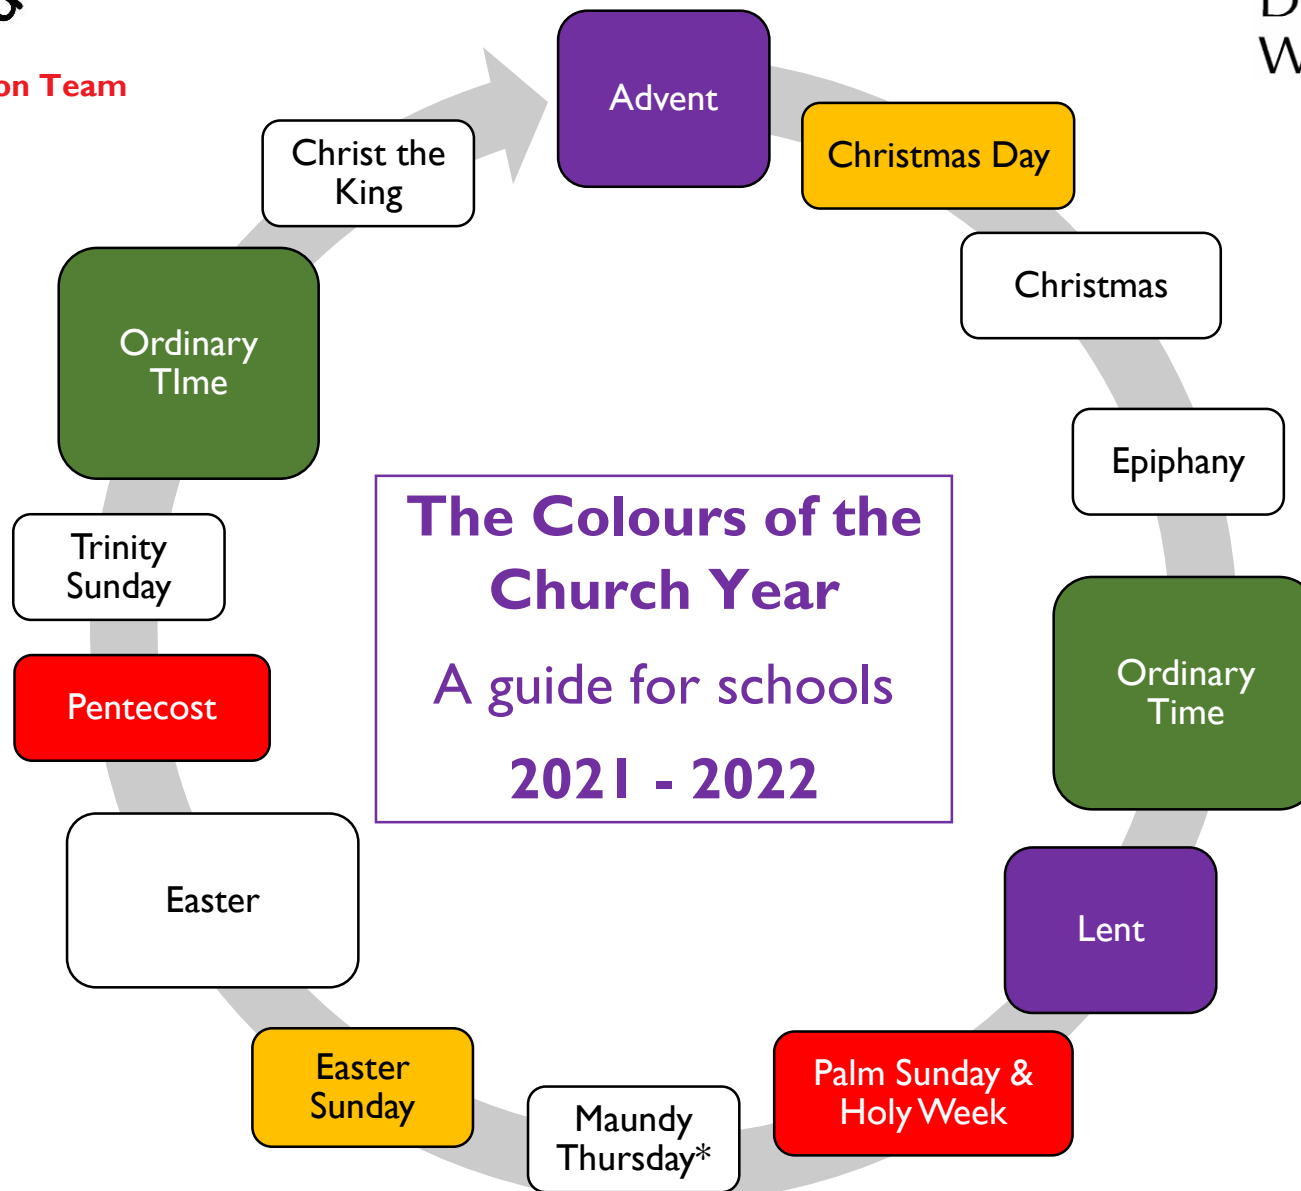 on Team
Advent
Christmas Day
Christmas
Epiphany
Ordinary
Time
Lent
Palm Sunday &
Holy Week
Maundy
Thursday*
Easter
Sunday
Easter
Pentecost
Trinity
Sunday
Ordinary
TIme
Christ the
King
The Colours of the
Church Year
A guide for schools
2021 - 2022